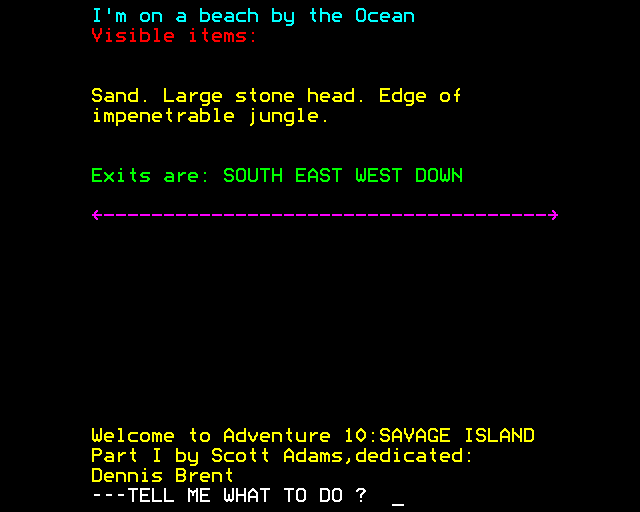 I'm on a beach by the Ocean
Visible items:
Sand. Large stone head. Edge of
impenetrable jungle.
Exits are: SOUTH EAST WEST DOWN
←--------------------------------------→
Welcome to Adventure 10:SAVAGE ISLAND
Part I by Scott Adams,dedicated:
Dennis Brent
---TELL ME WHAT TO DO ? _